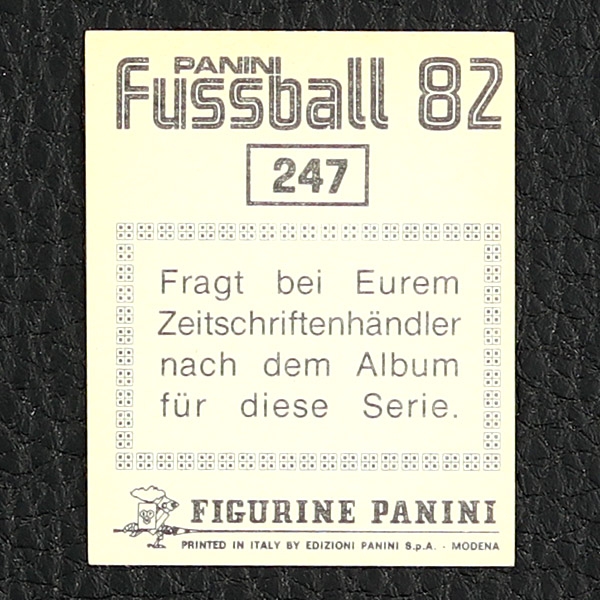 PANINI
Fussball 82
247
Fragt bei Eurem
Zeitschriftenhändler
nach dem Album
für diese Serie.
FIGURINE PANINI
PRINTED IN ITALY BY EDIZIONI PANINI S.p.A. - MODENA